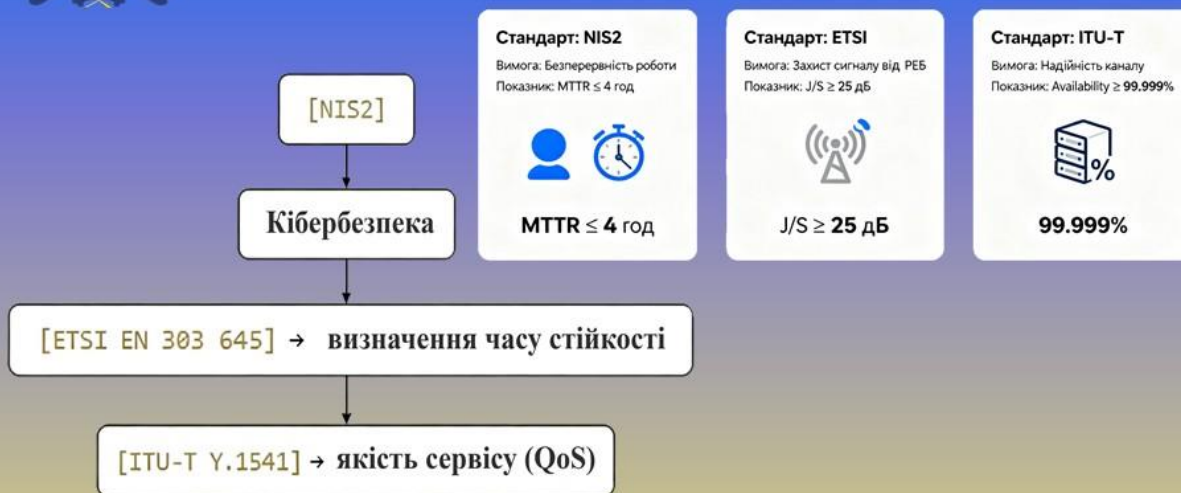 [NIS2]
Кібербезпека
[ETSI EN 303 645] → визначення часу стійкості
[ITU-T Y.1541] → якість сервісу (QoS)
Стандарт: NIS2
Вимога: Безперервність роботи
Показник: MTTR ≤ 4 год
MTTR ≤ 4 год
Стандарт: ETSI
Вимога: Захист сигналу від РЕБ
Показник: J/S ≥ 25 дБ
J/S ≥ 25 дБ
Стандарт: ITU-T
Вимога: Надійність каналу
Показник: Availability ≥ 99.999%
%
99.999%